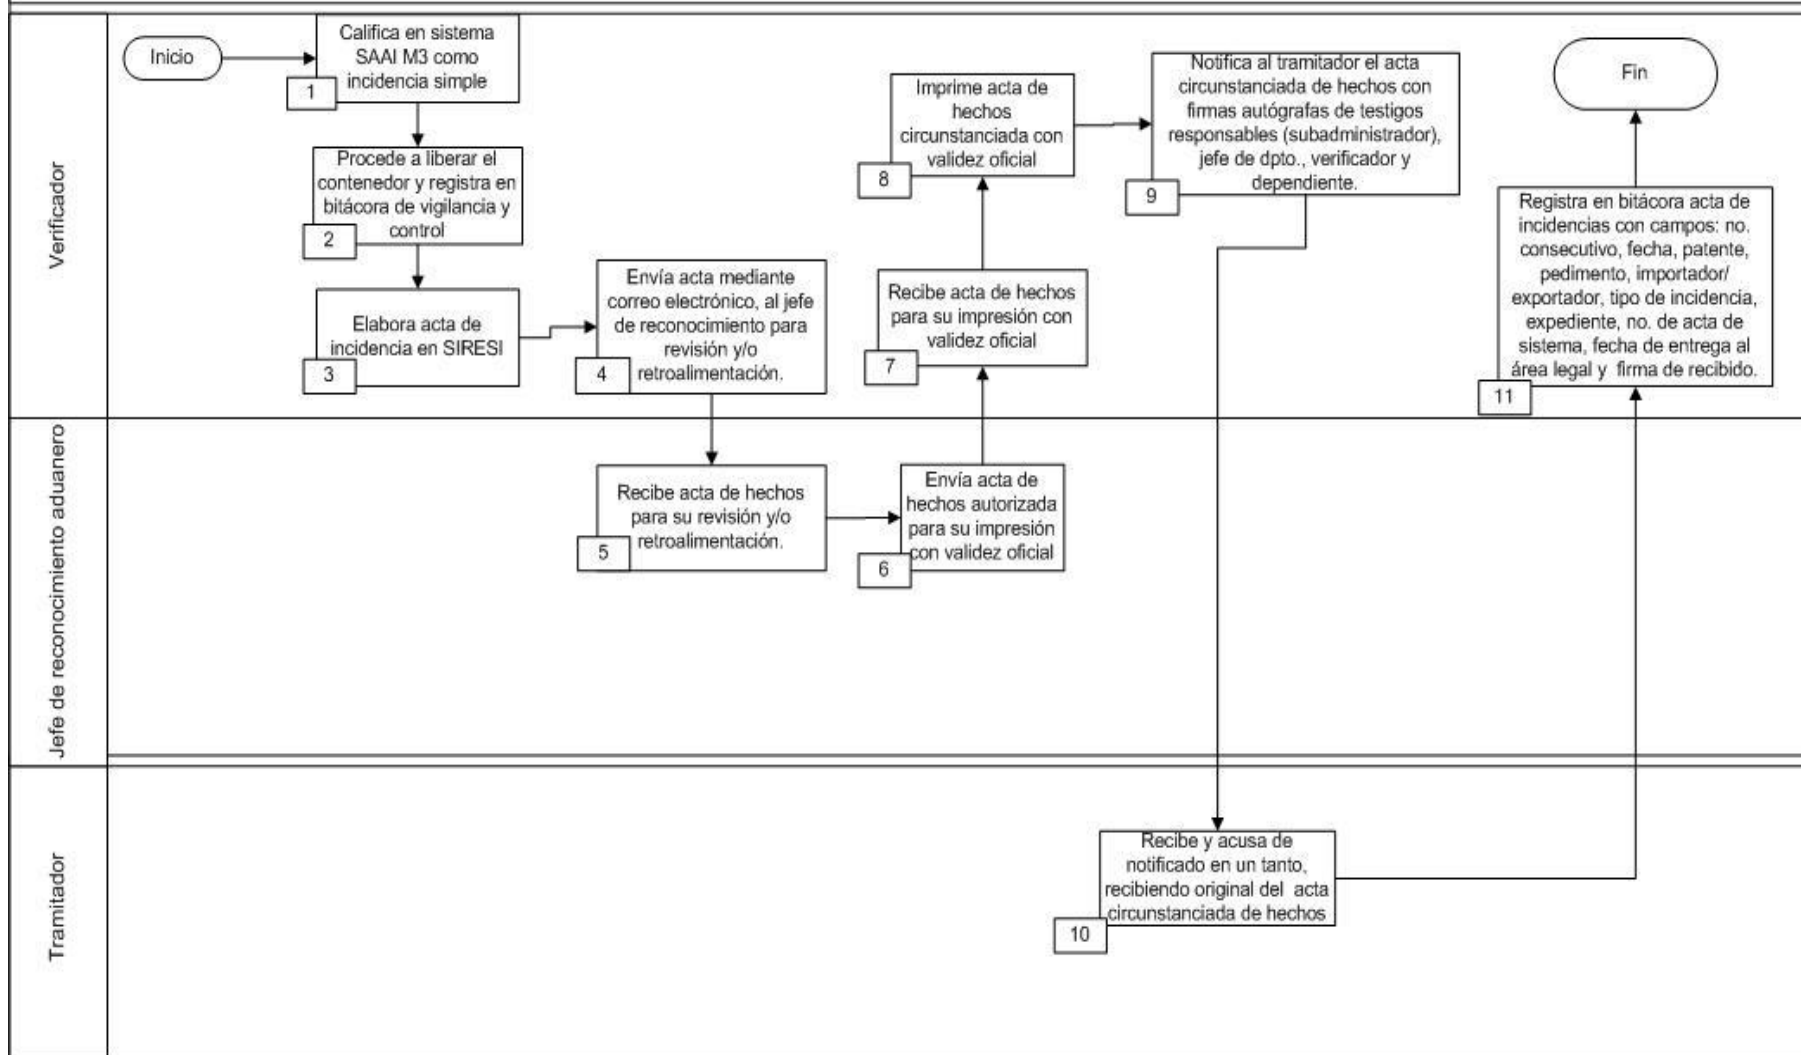 Verificador
Inicio
Califica en sistema
SAAI M3 como
incidencia simple
1
Procede a liberar el
contenedor y registra en
bitácora de vigilancia y
control
2
Elabora acta de
incidencia en SIRESI
3
Envía acta mediante
correo electrónico, al jefe
de reconocimiento para
revisión y/o
retroalimentación.
4
Jefe de reconocimiento aduanero
Recibe acta de hechos
para su revisión y/o
retroalimentación.
5
Envía acta de
hechos autorizada
para su impresión
con validez oficial
6
Recibe acta de hechos
para su impresión con
validez oficial
7
Imprime acta de
hechos
circunstanciada con
validez oficial
8
Notifica al tramitador el acta
circunstanciada de hechos con
firmas autógrafas de testigos
responsables (subadministrador),
jefe de dpto., verificador y
dependiente.
9
Tramitador
Recibe y acusa de
notificado en un tanto,
recibiendo original del acta
circunstanciada de hechos
10
Registra en bitácora acta de
incidencias con campos: no.
consecutivo, fecha, patente,
pedimento, importador/
exportador, tipo de incidencia,
expediente, no. de acta de
sistema, fecha de entrega al
área legal y firma de recibido.
11
Fin